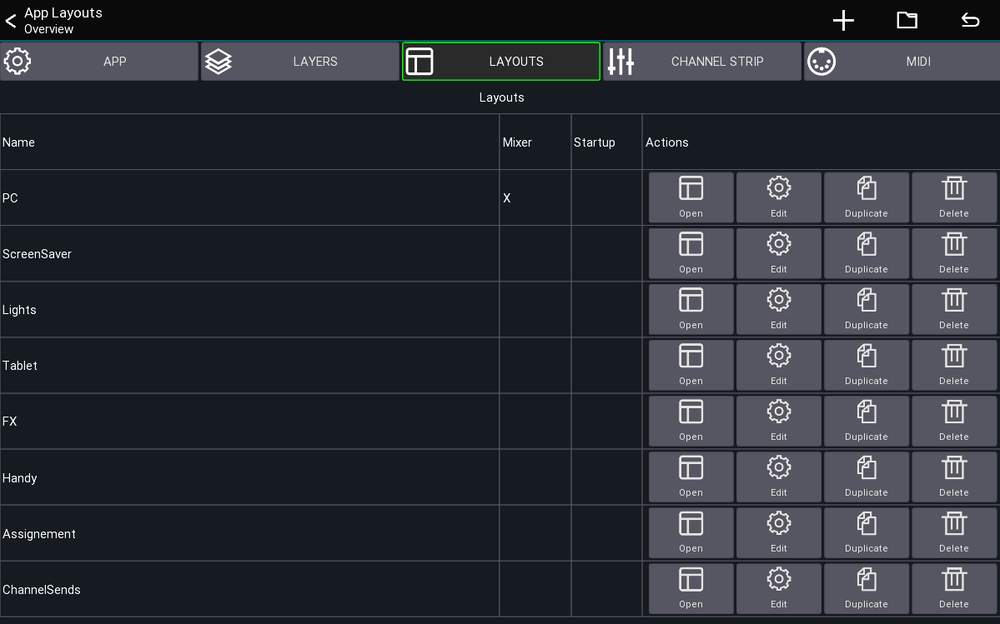 App Layouts
Overview
APP LAYERS LAYOUTS CHANNEL STRIP MIDI
Layouts
Name Mixer Startup Actions
PC X Open Edit Duplicate Delete
ScreenSaver Open Edit Duplicate Delete
Lights Open Edit Duplicate Delete
Tablet Open Edit Duplicate Delete
FX Open Edit Duplicate Delete
Handy Open Edit Duplicate Delete
Assignement Open Edit Duplicate Delete
ChannelSends Open Edit Duplicate Delete